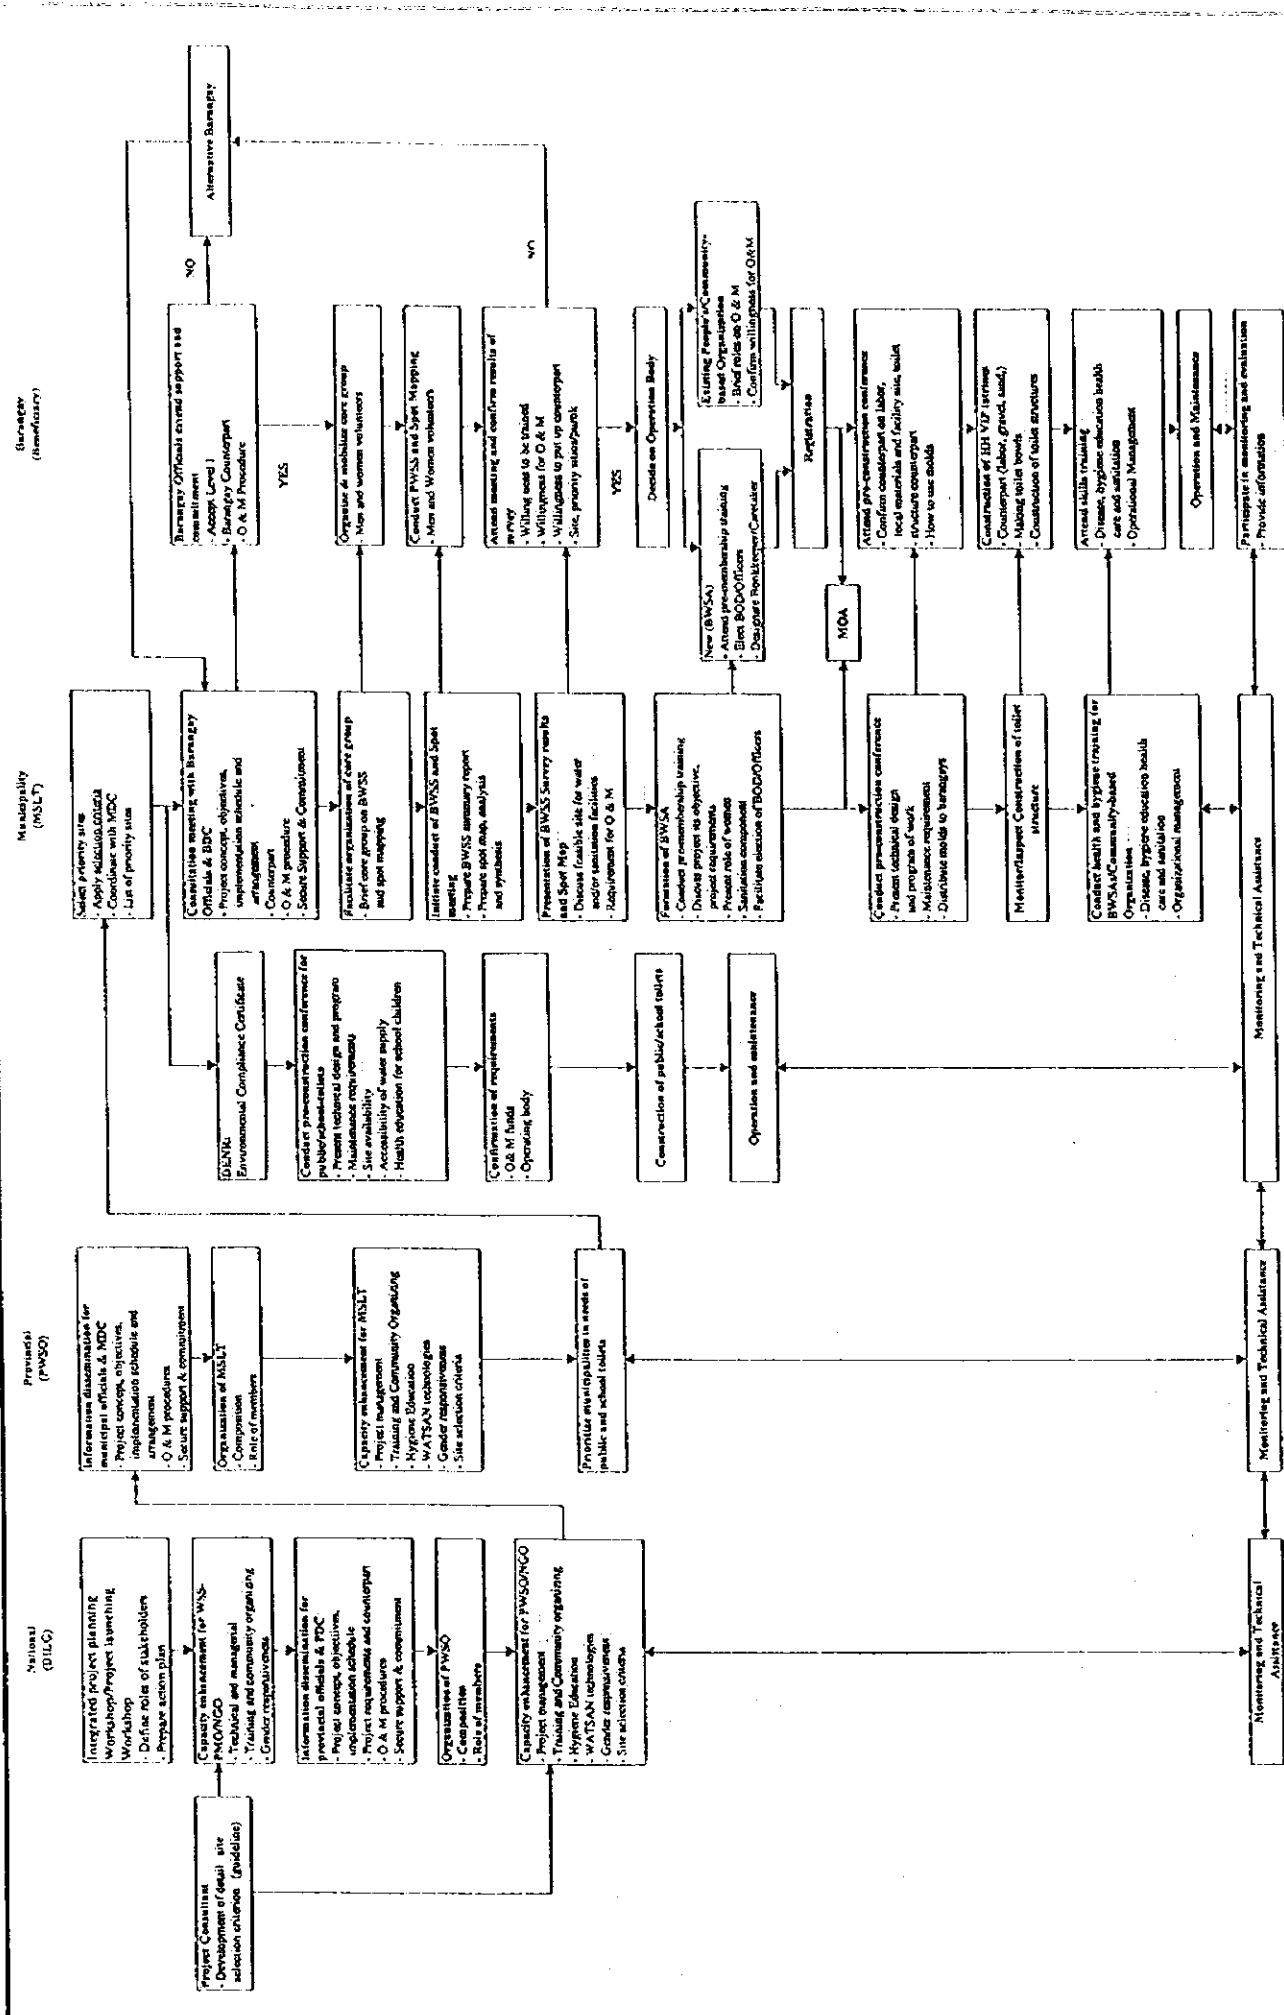 National
(DILG)
Provincial
(PWSO)
Municipality
(MSLT)
Barangay
(Beneficiary)
Project Consultant
- Development of detail site
selection criterion (guideline)
Integrated project planning
Workshop/Project launching
Workshop
- Define roles of stakeholders
- Prepare action plan
Capacity enhancement for WSS-
PMO/NGO
- Technical and managerial
- Training and community organizing
- Gender responsiveness
Information dissemination for
provincial officials & PDC
- Project concept, objectives,
implementation schedule
- Project requirements and counterpart
- O & M procedures
- Secure support & commitment
Organization of PWSO
- Composition
- Role of members
Capacity enhancement for PWSO/NGO
- Project management
- Training and Community organizing
- Hygiene Education
- WATSAN technologies
- Gender responsiveness
- Site selection criteria
Monitoring and Technical
Assistance
Information dissemination for
municipal officials & MDC
- Project concept, objectives,
implementation schedule and
arrangement
- O & M procedures
- Secure support & commitment
Organization of MSLT
- Composition
- Role of members
Capacity enhancement for MSLT
- Project management
- Training and Community Organizing
- Hygiene Education
- WATSAN technologies
- Gender responsiveness
- Site selection criteria
Prioritize municipalities in needs of
public and school toilets
Monitoring and Technical Assistance
DENR:
Environmental Compliance Certificate
Conduct pre-construction conference for
public/school-toilets
- Present technical design and program
- Maintenance requirements
- Site availability
- Accessibility of water supply
- Health education for school children
Confirmation of requirements
- O& M funds
- Operating body
Construction of public/school toilets
Operation and maintenance
Select priority sites
- Apply selection criteria
- Coordinate with MDC
- List of priority sites
Consultation meeting with Barangay
Officials & BDC
- Project concept, objectives,
implementation schedule and
arrangement
- Counterpart
- O & M procedure
- Secure Support & Commitment
Facilitate organization of core group
- Brief core group on BWSS
and spot mapping
Initiate conduct of BWSS and Spot
meeting
- Prepare BWSS summary report
- Prepare spot map, analysis
and synthesis
Presentation of BWSS Survey results
and Spot Map
- Discuss feasible site for water
and/or sanitation facilities
- Requirement for O & M
Formation of BWSA
- Conduct premembership training
- Discuss project its objective,
project requirements
- Present role of women
- Sanitation component
- Facilitate election of BOD/Officers
Conduct pre-construction conference
- Present technical design
and program of work
- Maintenance requirement
- Distribute molds to barangays
Monitor/Inspect Construction of toilet
structure
Conduct health and hygiene training for
BWSAs/Community-based
Organization
- Disease, hygiene education health
care and sanitation
- Organizational management
Monitoring and Technical Assistance
Barangay Officials extend support and
commitment
- Accept Level 1
- Barangay Counterpart
- O & M Procedure
NO
Alternative Barangay
YES
Organize & mobilize core group
- Men and women volunteers
Conduct PWSS and Spot Mapping
- Men and Women volunteers
Attend meeting and confirm results of
survey
- Willingness to be trained
- Willingness for O & M
- Willingness to put up counterpart
- Site, priority sitios/purok
NO
YES
Decide on Operation Body
New (BWSA)
- Attend pre-membership training
- Elect BOD/Officers
- Designate Bookkeeper/Caretaker
Existing People's/Community-
based Organization
- Brief roles on O & M
- Confirm willingness for O&M
Registration
MOA
Attend pre-construction conference
- Confirm counterpart on labor,
local materials and facility site, toilet
structure counterpart
- How to use molds
Construction of HH VIP latrines
- Counterpart (labor, gravel, sand,)
- Making toilet bowls
- Construction of toilet structures
Attend skills training
- Disease, hygiene education health
care and sanitation
- Operational Management
Operation and Maintenance
Participate in monitoring and evaluation
- Provide information